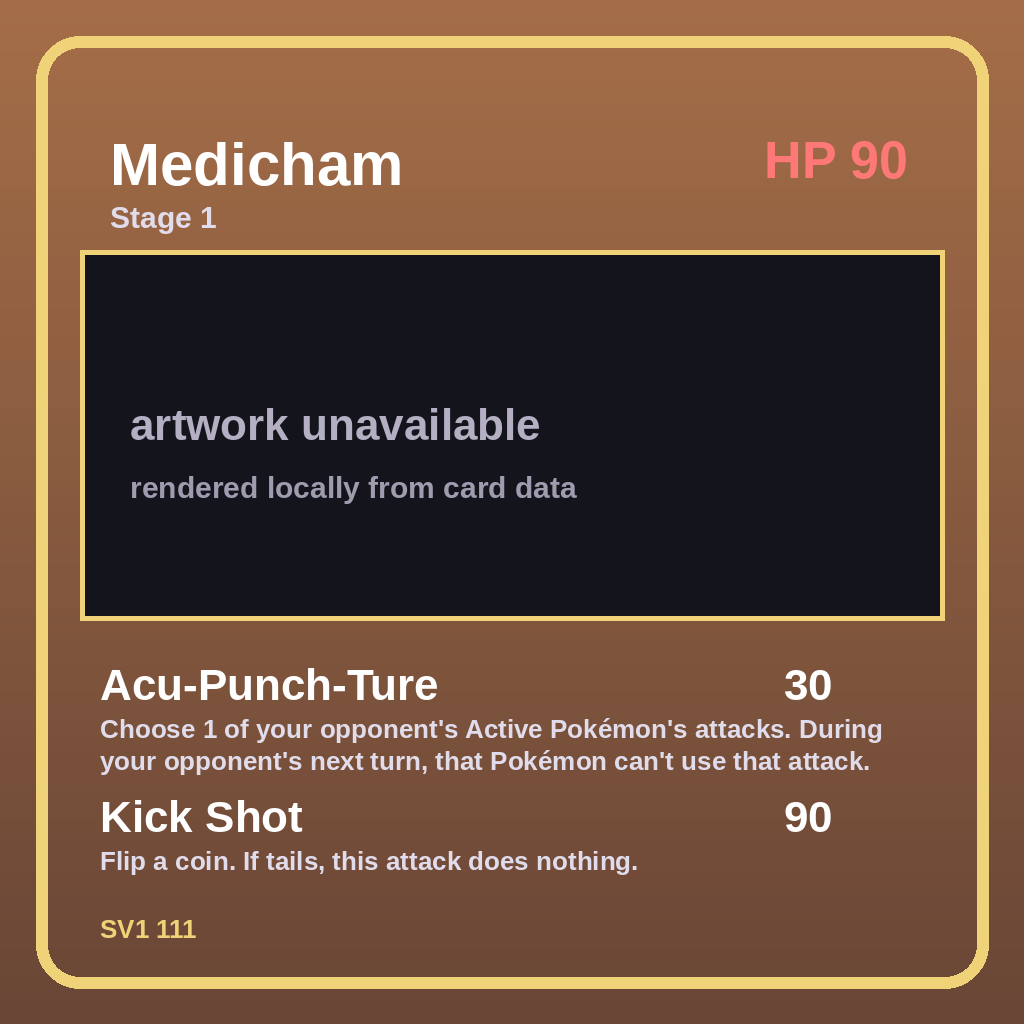 Medicham
HP 90
Stage 1
artwork unavailable
rendered locally from card data
Acu-Punch-Ture
30
Choose 1 of your opponent's Active Pokémon's attacks. During
your opponent's next turn, that Pokémon can't use that attack.
Kick Shot
90
Flip a coin. If tails, this attack does nothing.
SV1 111